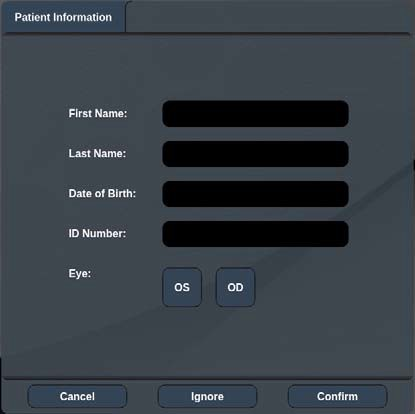 Patient Information
First Name:
Last Name:
Date of Birth:
ID Number:
Eye: OS OD
Cancel Ignore Confirm